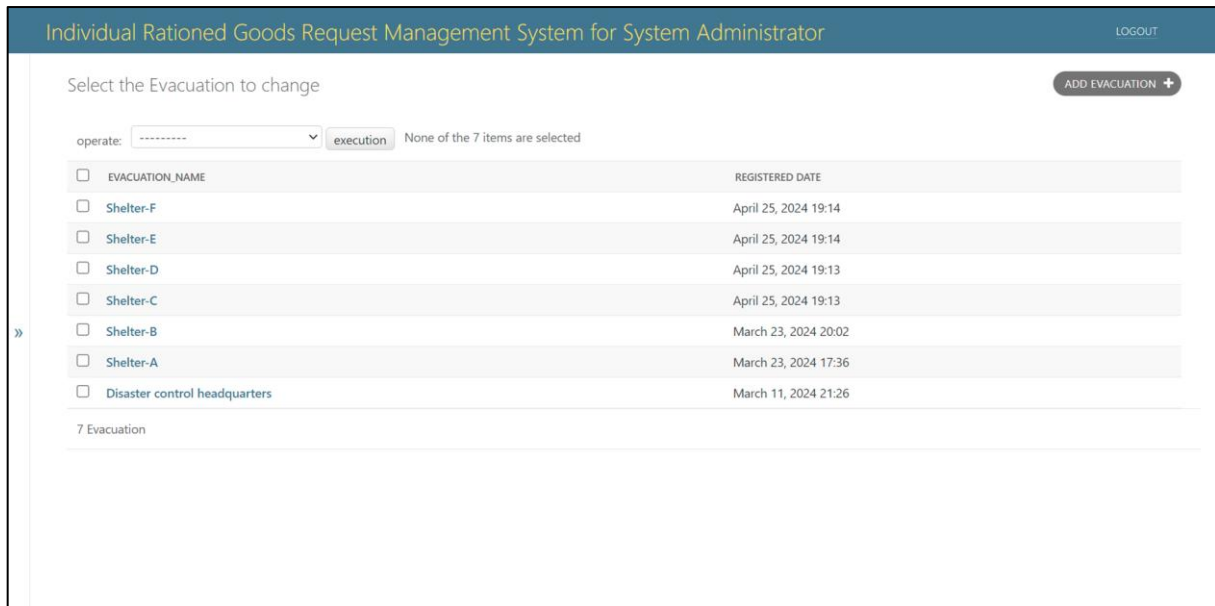 Individual Rationed Goods Request Management System for System Administrator LOGOUT
Select the Evacuation to change ADD EVACUATION +
operate: --------- execution None of the 7 items are selected
EVACUATION_NAME REGISTERED DATE
Shelter-F April 25, 2024 19:14
Shelter-E April 25, 2024 19:14
Shelter-D April 25, 2024 19:13
Shelter-C April 25, 2024 19:13
» Shelter-B March 23, 2024 20:02
Shelter-A March 23, 2024 17:36
Disaster control headquarters March 11, 2024 21:26
7 Evacuation